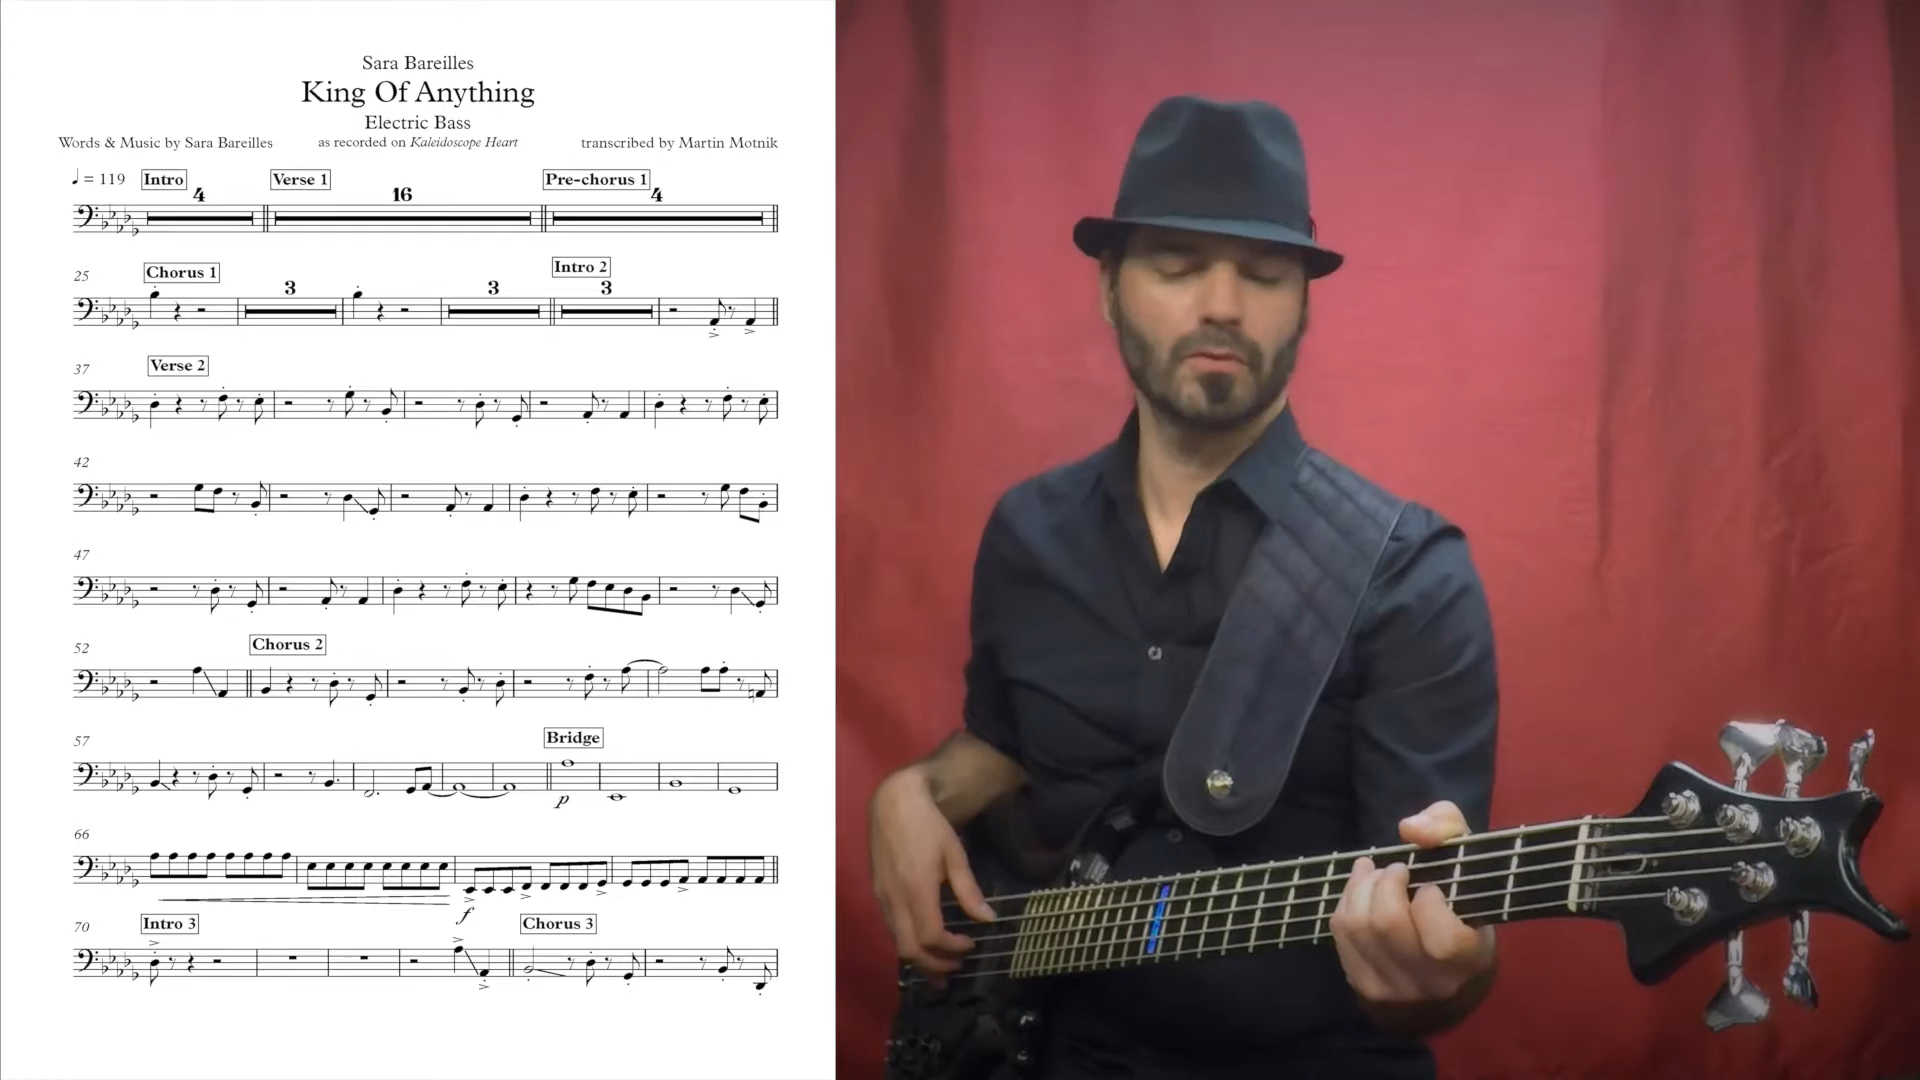 Sara Bareilles
King Of Anything
Electric Bass
Words & Music by Sara Bareilles as recorded on Kaleidoscope Heart transcribed by Martin Motnik
♩ = 119 Intro Verse 1 Pre-chorus 1
4 16 4
25 Chorus 1 Intro 2
3 3 3
37 Verse 2
42
47
52 Chorus 2
57 Bridge
p
66
f
70 Intro 3 Chorus 3